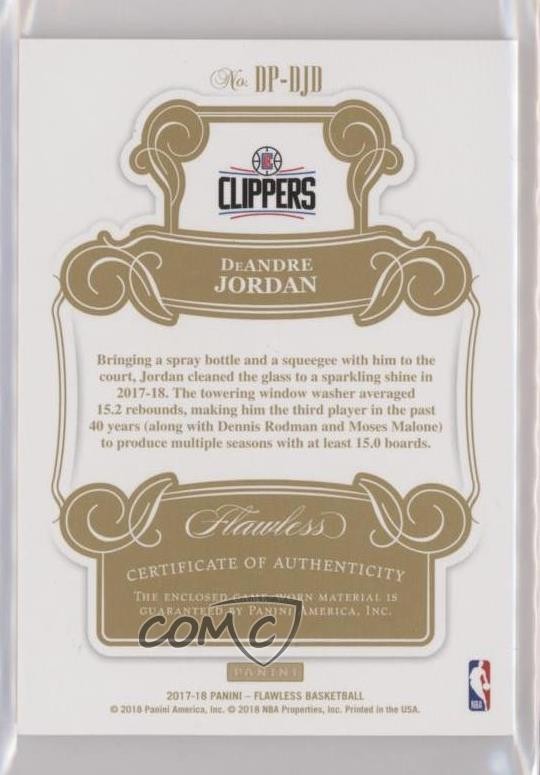 No. DP-DJD
CLIPPERS
DeANDRE
JORDAN
Bringing a spray bottle and a squeegee with him to the
court, Jordan cleaned the glass to a sparkling shine in
2017-18. The towering window washer averaged
15.2 rebounds, making him the third player in the past
40 years (along with Dennis Rodman and Moses Malone)
to produce multiple seasons with at least 15.0 boards.
Flawless
CERTIFICATE OF AUTHENTICITY
THE ENCLOSED GAME-WORN MATERIAL IS
GUARANTEED BY PANINI AMERICA, INC.
COMC
PANINI
2017-18 PANINI – FLAWLESS BASKETBALL
© 2018 Panini America, Inc. © 2018 NBA Properties, Inc. Printed in the USA.
NBA